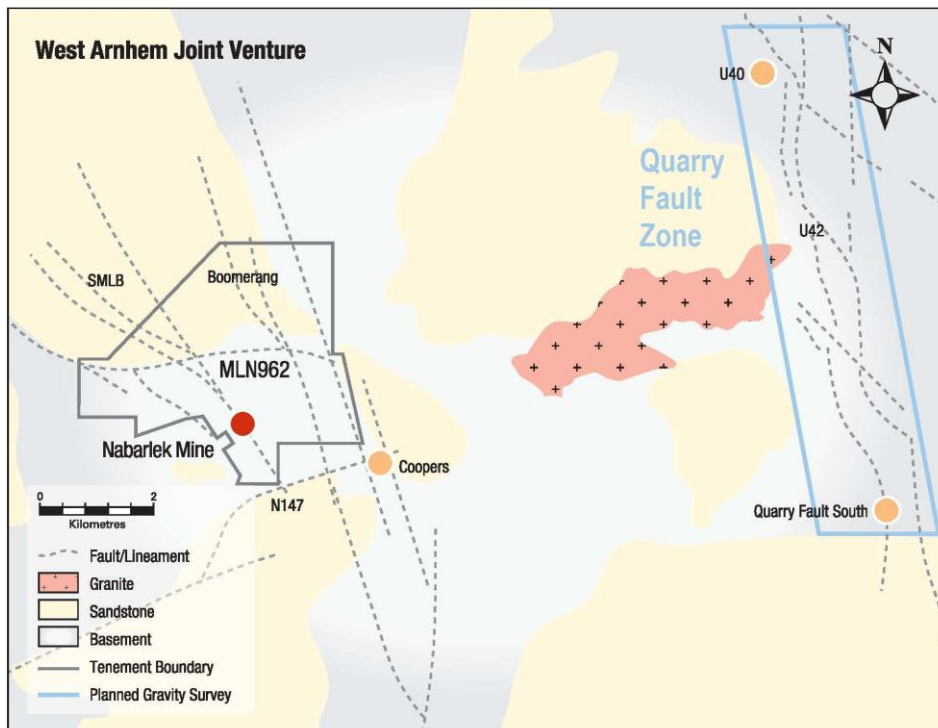 West Arnhem Joint Venture
N
U40
Quarry
Fault
Zone
U42
SMLB
Boomerang
MLN962
Nabarlek Mine
Coopers
N147
Quarry Fault South
0 2
Kilometres
Fault/Lineament
Granite
Sandstone
Basement
Tenement Boundary
Planned Gravity Survey